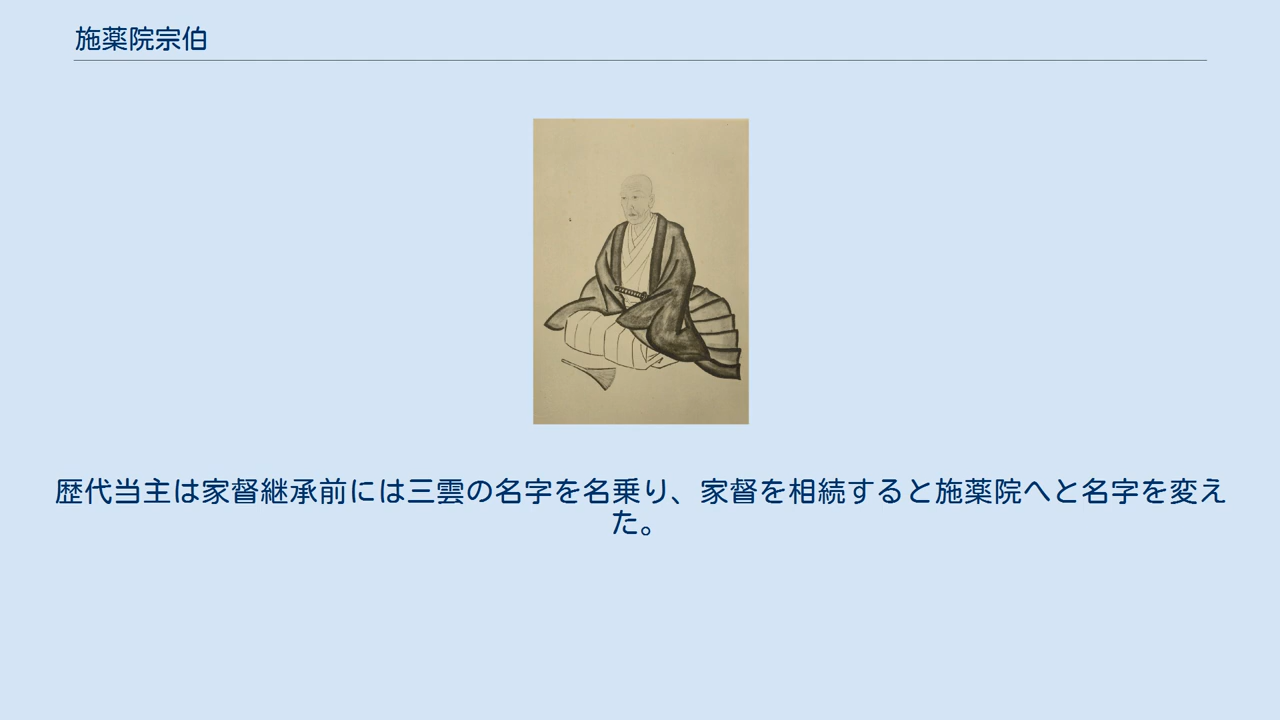 施薬院宗伯
歴代当主は家督継承前には三雲の名字を名乗り、家督を相続すると施薬院へと名字を変え
た。